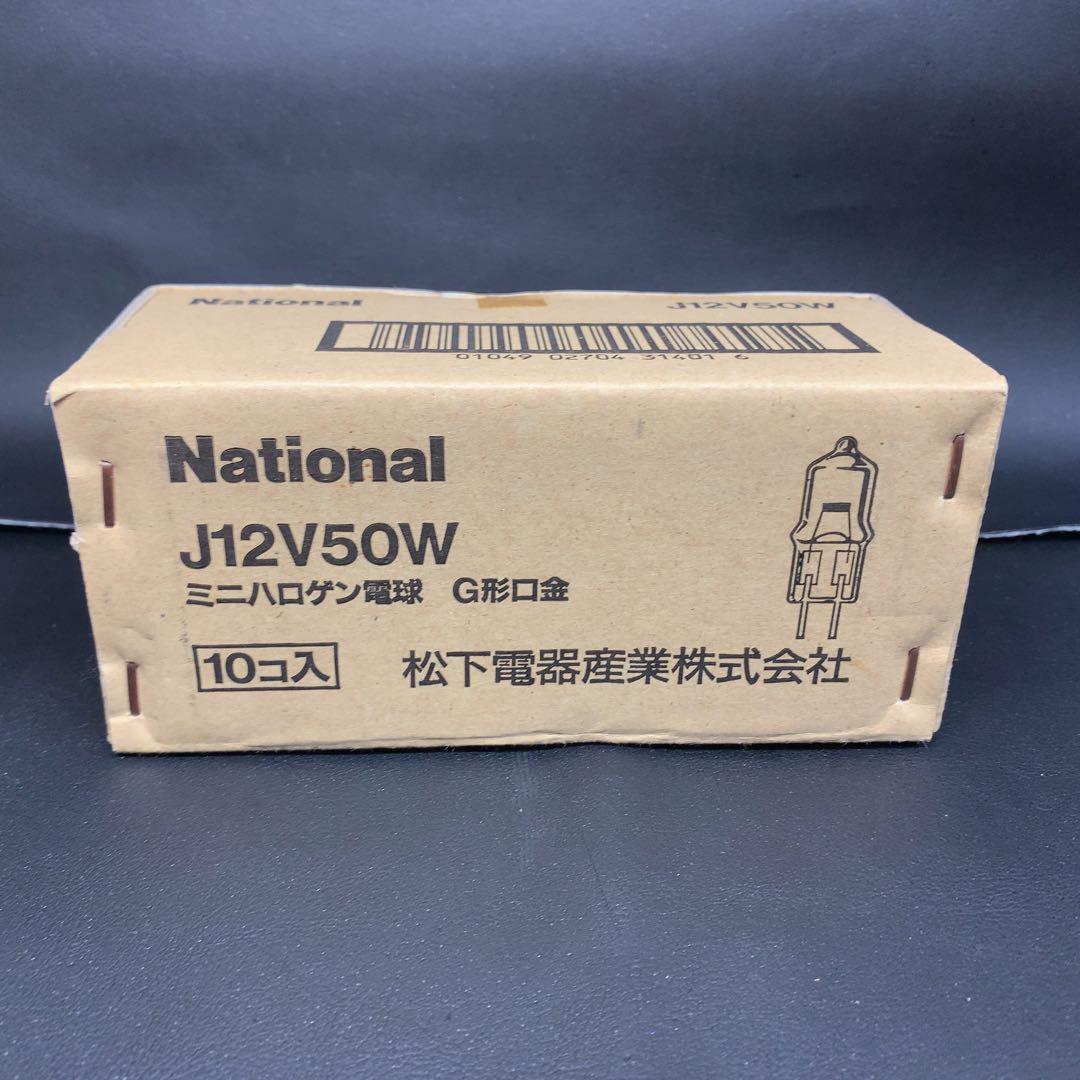 National J12V50W
01049 02704 31401 6
National
J12V50W
ミニハロゲン電球 G形口金
10コ入 松下電器産業株式会社